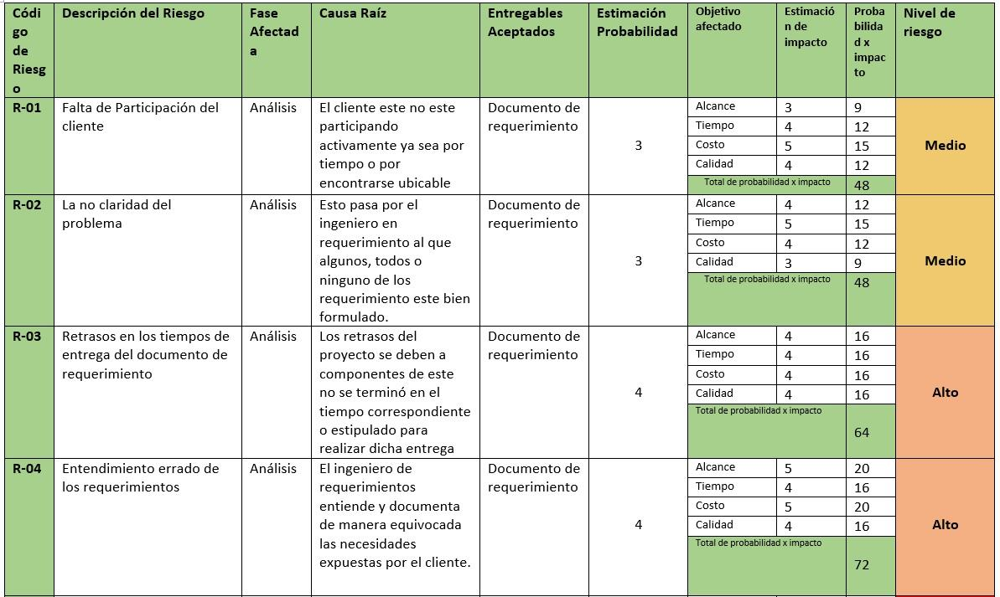 Códi
go
de
Riesg
o
Descripción del Riesgo
Fase
Afectad
a
Causa Raíz
Entregables
Aceptados
Estimación
Probabilidad
Objetivo
afectado
Estimació
n de
impacto
Proba
bilida
d x
impac
to
Nivel de
riesgo
R-01
Falta de Participación del
cliente
Análisis
El cliente este no este
participando
activamente ya sea por
tiempo o por
encontrarse ubicable
Documento de
requerimiento
3
Alcance 3 9
Tiempo 4 12
Costo 5 15
Calidad 4 12
Total de probabilidad x impacto 48
Medio
R-02
La no claridad del
problema
Análisis
Esto pasa por el
ingeniero en
requerimiento al que
algunos, todos o
ninguno de los
requerimiento este bien
formulado.
Documento de
requerimiento
3
Alcance 4 12
Tiempo 5 15
Costo 4 12
Calidad 3 9
Total de probabilidad x impacto 48
Medio
R-03
Retrasos en los tiempos de
entrega del documento de
requerimiento
Análisis
Los retrasos del
proyecto se deben a
componentes de este
no se terminó en el
tiempo correspondiente
o estipulado para
realizar dicha entrega
Documento de
requerimiento
4
Alcance 4 16
Tiempo 4 16
Costo 4 16
Calidad 4 16
Total de probabilidad x impacto
64
Alto
R-04
Entendimiento errado de
los requerimientos
Análisis
El ingeniero de
requerimientos
entiende y documenta
de manera equivocada
las necesidades
expuestas por el cliente.
Documento de
requerimiento
4
Alcance 5 20
Tiempo 4 16
Costo 5 20
Calidad 4 16
Total de probabilidad x impacto
72
Alto